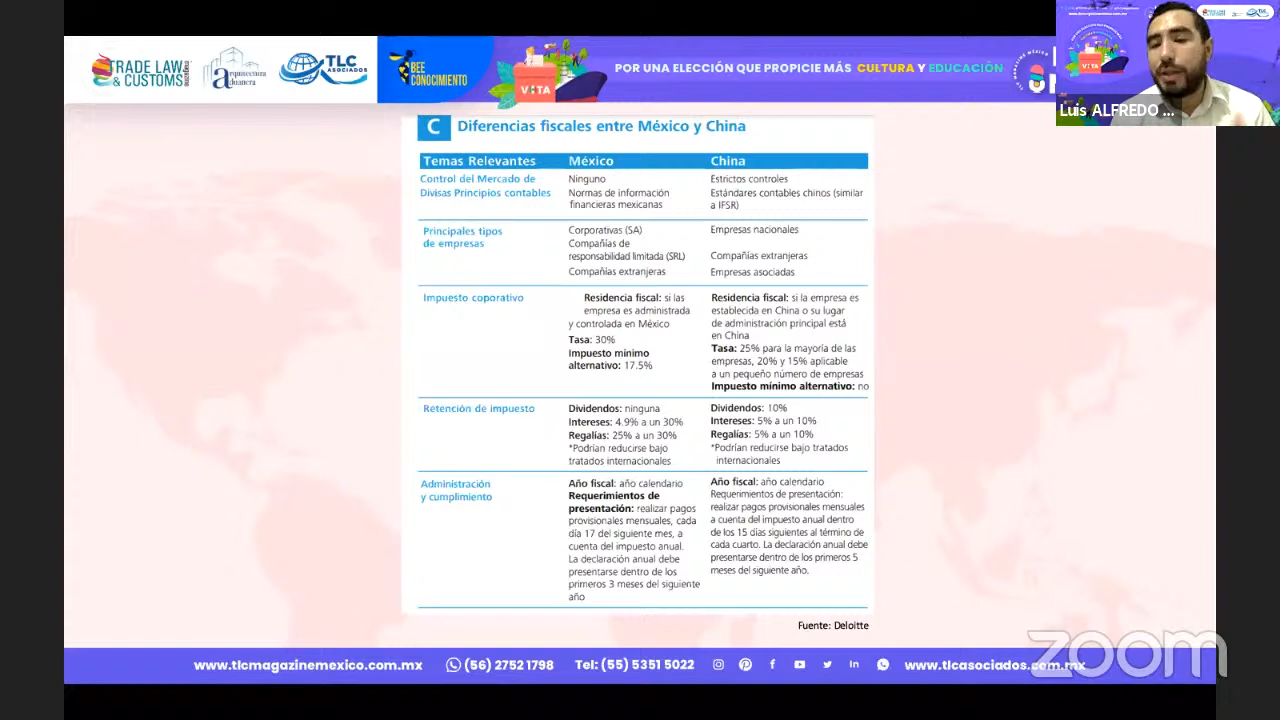 TRADE LAW
& CUSTOMS
magazine
Arquitectura
Aduanera
TLC
ASOCIADOS
BEE
CONOCIMIENTO
VOTA
POR UNA ELECCIÓN QUE PROPICIE MÁS CULTURA Y EDUCACIÓN
Luis ALFREDO ...
C Diferencias fiscales entre México y China
Temas Relevantes México China
Control del Mercado de Ninguno Estrictos controles
Divisas Principios contables Normas de información Estándares contables chinos (similar
financieras mexicanas a IFSR)
Principales tipos Corporativas (SA) Empresas nacionales
de empresas Compañías de
responsabilidad limitada (SRL) Compañías extranjeras
Compañías extranjeras Empresas asociadas
Impuesto coporativo
Residencia fiscal: si las
empresa es administrada
y controlada en México
Tasa: 30%
Impuesto mínimo
alternativo: 17.5%
Residencia fiscal: si la empresa es
establecida en China o su lugar
de administración principal está
en China
Tasa: 25% para la mayoría de las
empresas, 20% y 15% aplicable
a un pequeño número de empresas
Impuesto mínimo alternativo: no
Retención de impuesto
Dividendos: ninguna
Intereses: 4.9% a un 30%
Regalías: 25% a un 30%
*Podrían reducirse bajo
tratados internacionales
Dividendos: 10%
Intereses: 5% a un 10%
Regalías: 5% a un 10%
*Podrían reducirse bajo tratados
internacionales
Administración
y cumplimiento
Año fiscal: año calendario
Requerimientos de
presentación: realizar pagos
provisionales mensuales, cada
día 17 del siguiente mes, a
cuenta del impuesto anual.
La declaración anual debe
presentarse dentro de los
primeros 3 meses del siguiente
año
Año fiscal: año calendario
Requerimientos de presentación:
realizar pagos provisionales mensuales
a cuenta del impuesto anual dentro
de los 15 días siguientes al término de
cada cuarto. La declaración anual debe
presentarse dentro de los primeros 5
meses del siguiente año.
Fuente: Deloitte
zoom
www.tlcmagazinemexico.com.mx (56) 2752 1798 Tel: (55) 5351 5022 www.tlcasociados.com.mx